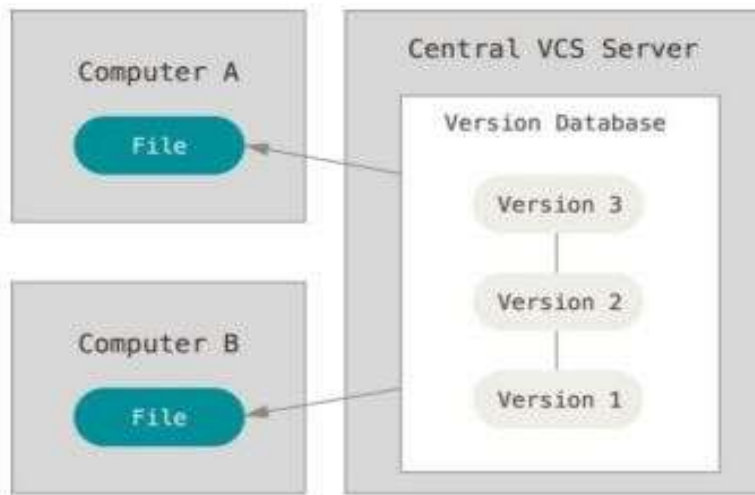 Computer A
File
Computer B
File
Central VCS Server
Version Database
Version 3
Version 2
Version 1